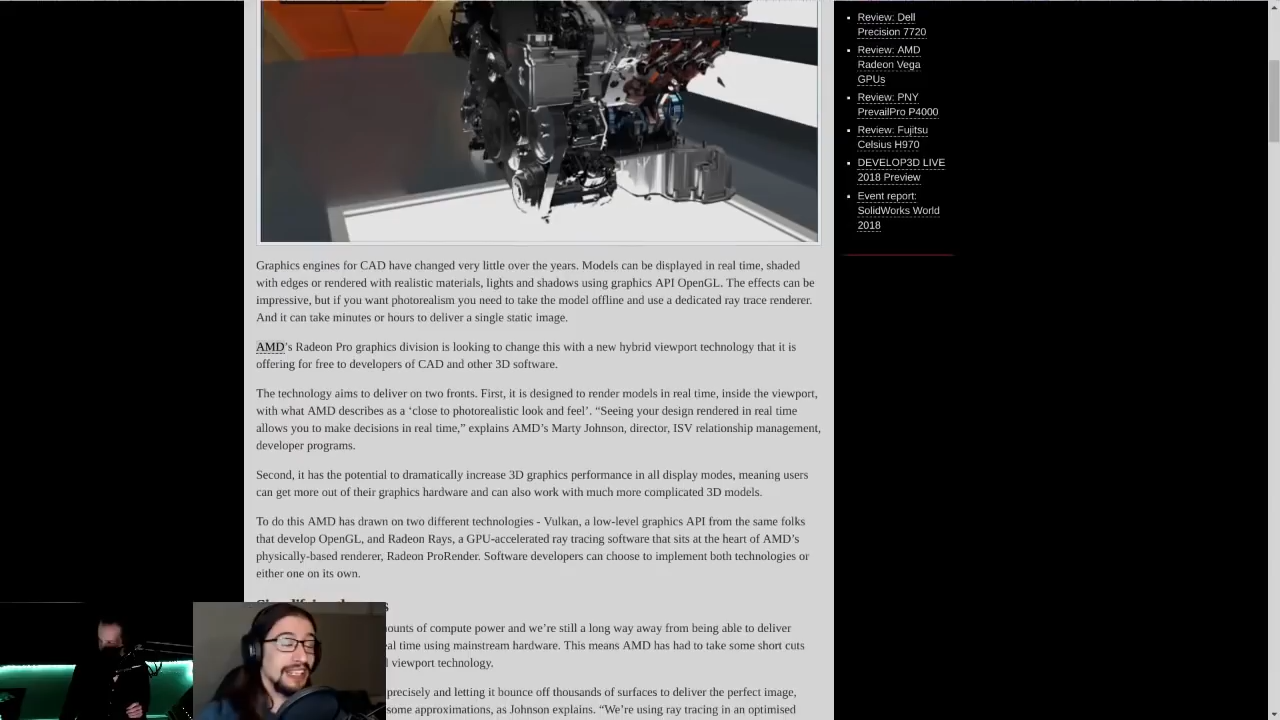 Review: Dell
Precision 7720
Review: AMD
Radeon Vega
GPUs
Review: PNY
PrevailPro P4000
Review: Fujitsu
Celsius H970
DEVELOP3D LIVE
2018 Preview
Event report:
SolidWorks World
2018
Graphics engines for CAD have changed very little over the years. Models can be displayed in real time, shaded
with edges or rendered with realistic materials, lights and shadows using graphics API OpenGL. The effects can be
impressive, but if you want photorealism you need to take the model offline and use a dedicated ray trace renderer.
And it can take minutes or hours to deliver a single static image.
AMD's Radeon Pro graphics division is looking to change this with a new hybrid viewport technology that it is
offering for free to developers of CAD and other 3D software.
The technology aims to deliver on two fronts. First, it is designed to render models in real time, inside the viewport,
with what AMD describes as a ‘close to photorealistic look and feel’. “Seeing your design rendered in real time
allows you to make decisions in real time,” explains AMD’s Marty Johnson, director, ISV relationship management,
developer programs.
Second, it has the potential to dramatically increase 3D graphics performance in all display modes, meaning users
can get more out of their graphics hardware and can also work with much more complicated 3D models.
To do this AMD has drawn on two different technologies - Vulkan, a low-level graphics API from the same folks
that develop OpenGL, and Radeon Rays, a GPU-accelerated ray tracing software that sits at the heart of AMD’s
physically-based renderer, Radeon ProRender. Software developers can choose to implement both technologies or
either one on its own.
of compute power and we’re still a long way away from being able to deliver
time using mainstream hardware. This means AMD has had to take some short cuts
viewport technology.
precisely and letting it bounce off thousands of surfaces to deliver the perfect image,
some approximations, as Johnson explains. “We’re using ray tracing in an optimised